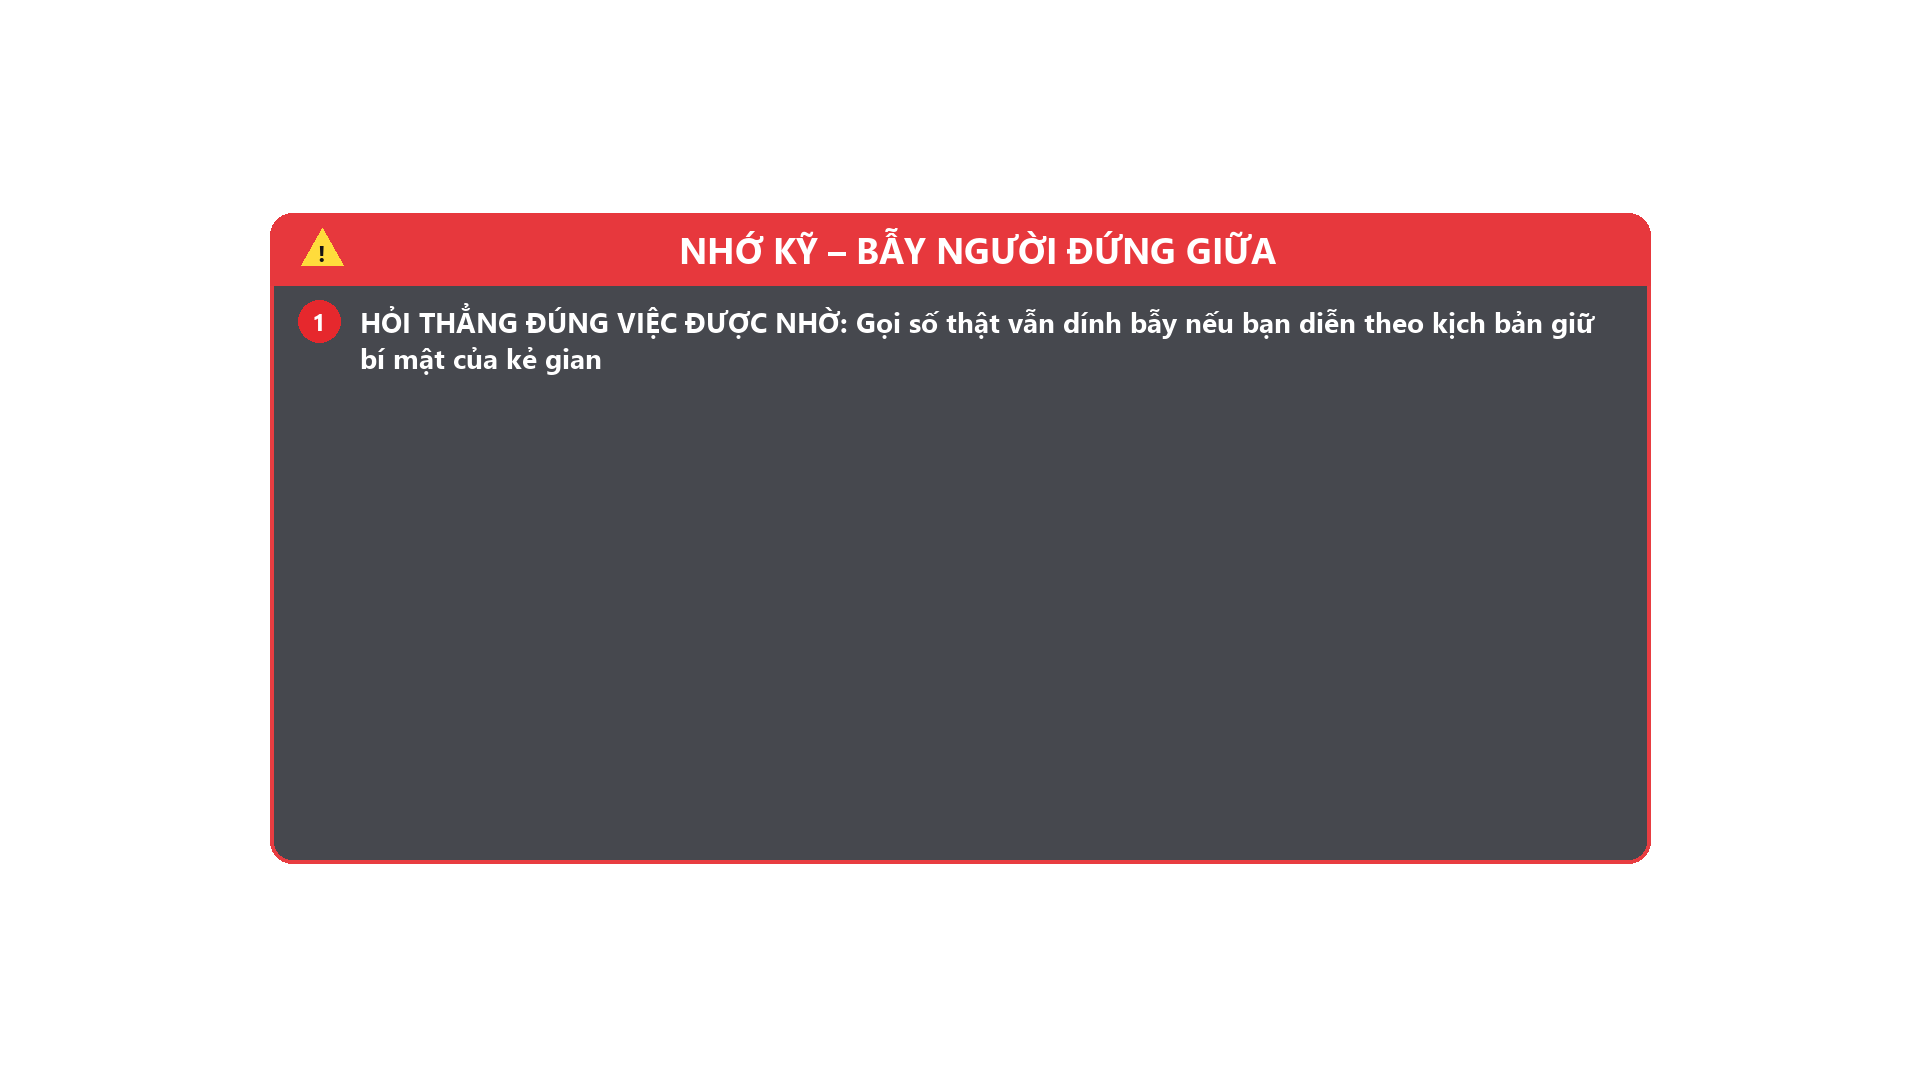 NHỚ KỸ – BẪY NGƯỜI ĐỨNG GIỮA
1 HỎI THẲNG ĐÚNG VIỆC ĐƯỢC NHỜ: Gọi số thật vẫn dính bẫy nếu bạn diễn theo kịch bản giữ
bí mật của kẻ gian